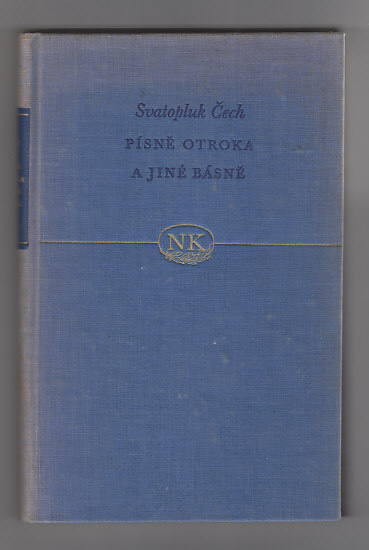 Svatopluk Čech
PÍSNĚ OTROKA
A JINÉ BÁSNĚ
NK